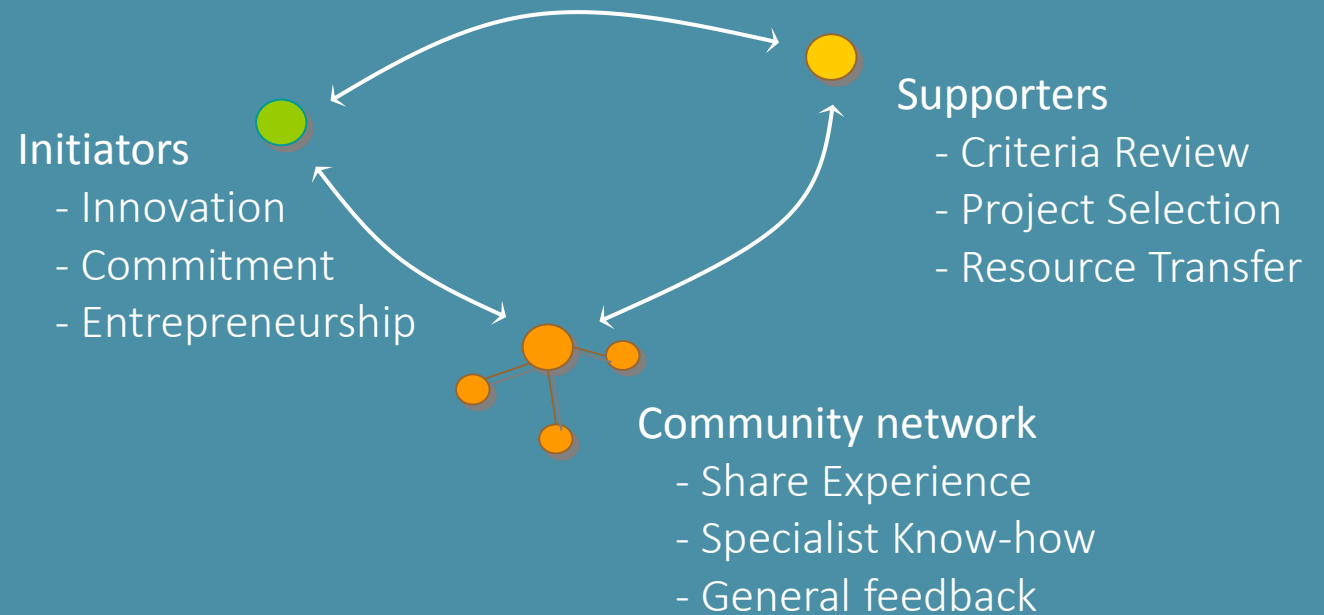 Initiators
- Innovation
- Commitment
- Entrepreneurship
Supporters
- Criteria Review
- Project Selection
- Resource Transfer
Community network
- Share Experience
- Specialist Know-how
- General feedback